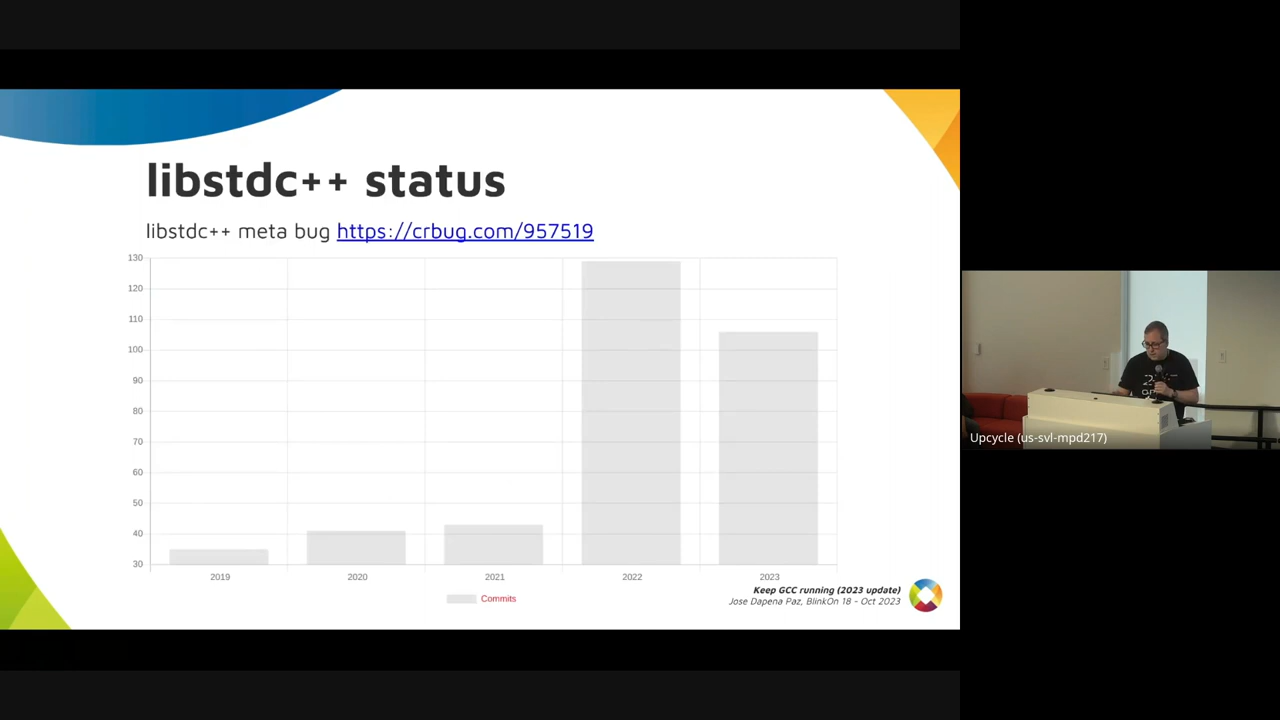 libstdc++ status
libstdc++ meta bug https://crbug.com/957519
130
120
110
100
90
80
70
60
50
40
30
2019 2020 2021 2022 2023
Commits
Keep GCC running (2023 update)
Jose Dapena Paz, BlinkOn 18 - Oct 2023
Upcycle (us-svl-mpd217)